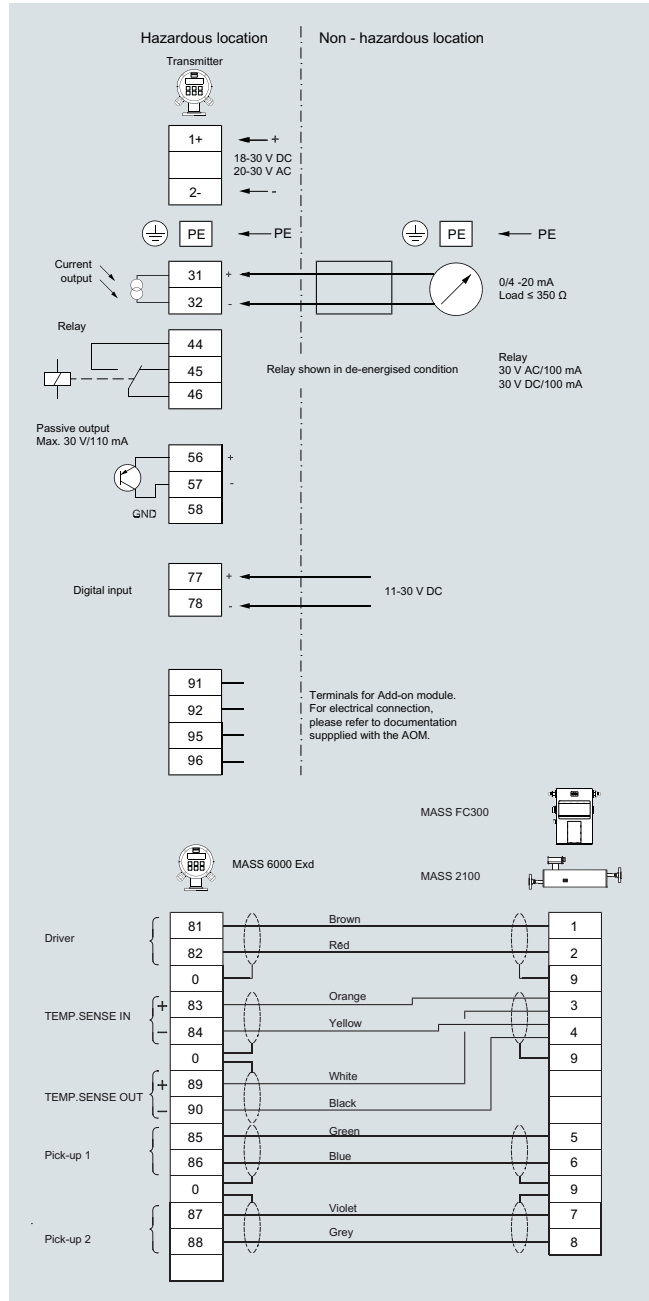 Hazardous location
Non - hazardous location
Transmitter
1+
+
18-30 V DC
20-30 V AC
2-
-
PE
PE
PE
PE
Current
output
31
+
32
-
0/4 -20 mA
Load ≤ 350 Ω
Relay
44
45
46
Relay shown in de-energised condition
Relay
30 V AC/100 mA
30 V DC/100 mA
Passive output
Max. 30 V/110 mA
56
+
57
-
58
GND
Digital input
77
+
78
-
11-30 V DC
91
92
95
96
Terminals for Add-on module.
For electrical connection,
please refer to documentation
suppplied with the AOM.
MASS FC300
MASS 6000 Exd
MASS 2100
Driver
81
Brown
1
82
Red
2
0
9
TEMP.SENSE IN
+
83
Orange
3
−
84
Yellow
4
0
9
TEMP.SENSE OUT
+
89
White
−
90
Black
Pick-up 1
85
Green
5
86
Blue
6
0
9
Pick-up 2
87
Violet
7
88
Grey
8